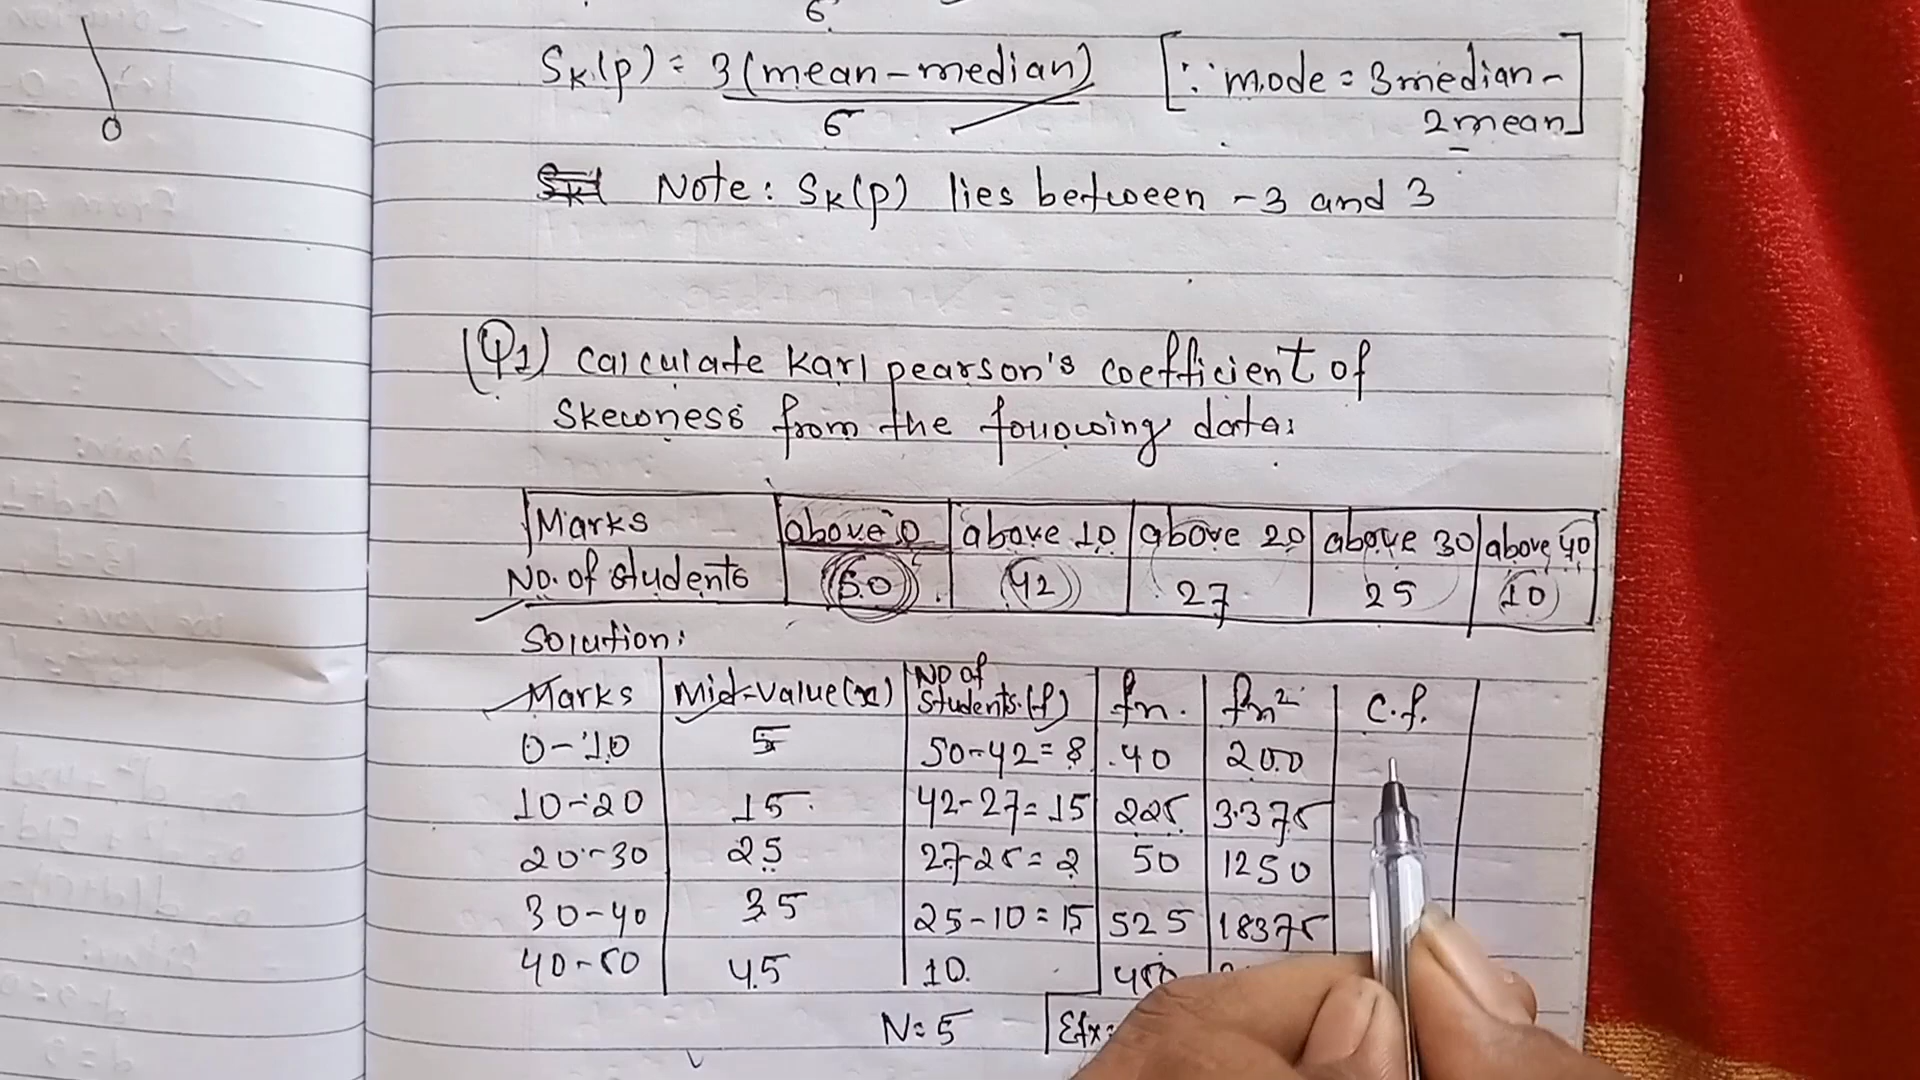 6
Sk(p) = 3(mean-median) [∵ mode = 3median-
6 2mean]
Note: Sk(p) lies between -3 and 3
(Q1) calculate Karl pearson's coefficient of
skewness from the following data:
Marks above 0 above 10 above 20 above 30 above 40
No. of students 50 42 27 25 10
Solution:
Marks Mid-value(x) No of students (f) fx fx² c.f.
0-10 5 50-42=8 40 200
10-20 15 42-27=15 225 3375
20-30 25 27-25=2 50 1250
30-40 35 25-10=15 525 18375
40-50 45 10 450
N=5 Σfx=